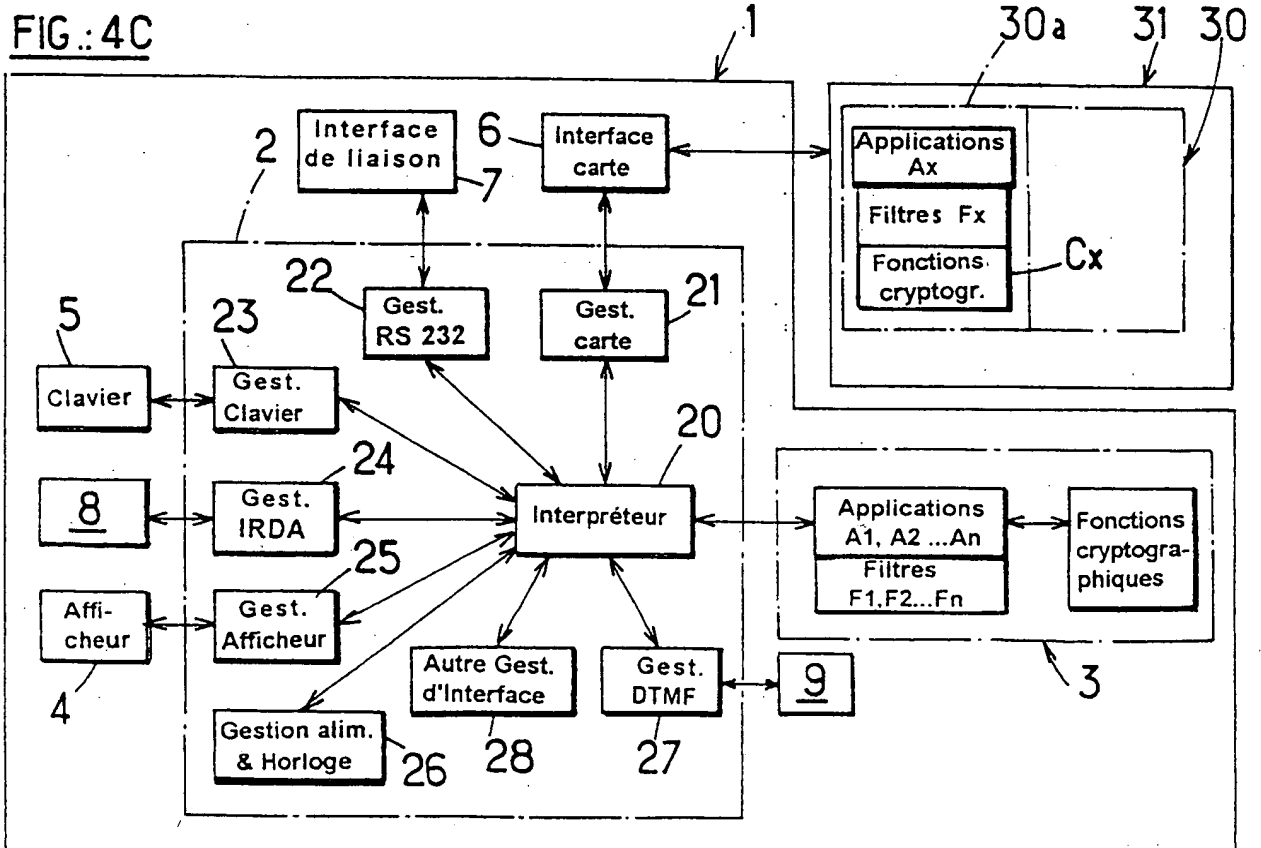 FIG.: 4C
1
30a
31
30
2
Interface
de liaison
7
6
Interface
carte
Applications
Ax
Filtres Fx
Fonctions
cryptogr.
Cx
22
Gest.
RS 232
21
Gest.
carte
5
Clavier
23
Gest.
Clavier
20
Interpréteur
24
8
Gest.
IRDA
Applications
A1, A2 ...An
Filtres
F1,F2...Fn
Fonctions
cryptogra-
phiques
3
25
Affi-
cheur
4
Gest.
Afficheur
Autre Gest.
d'Interface
28
Gest.
DTMF
27
9
Gestion alim.
& Horloge
26